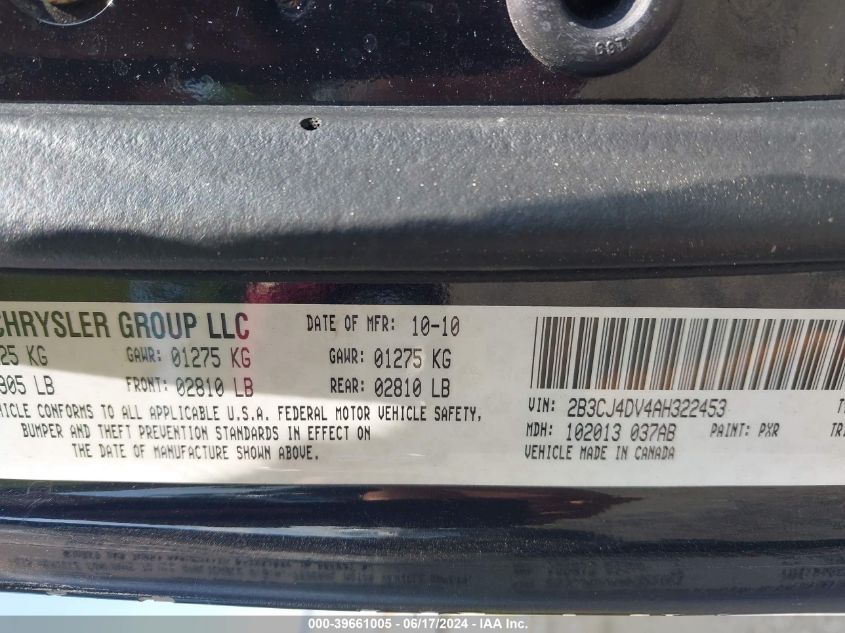 CHRYSLER GROUP LLC DATE OF MFR: 10-10
25 KG GAWR: 01275 KG GAWR: 01275 KG
905 LB FRONT: 02810 LB REAR: 02810 LB
VEHICLE CONFORMS TO ALL APPLICABLE U.S.A. FEDERAL MOTOR VEHICLE SAFETY,
BUMPER AND THEFT PREVENTION STANDARDS IN EFFECT ON
THE DATE OF MANUFACTURE SHOWN ABOVE.
VIN: 2B3CJ4DV4AH322453
MDH: 102013 037AB PAINT: PXR
VEHICLE MADE IN CANADA
000-39661005 - 06/17/2024 - IAA, Inc.